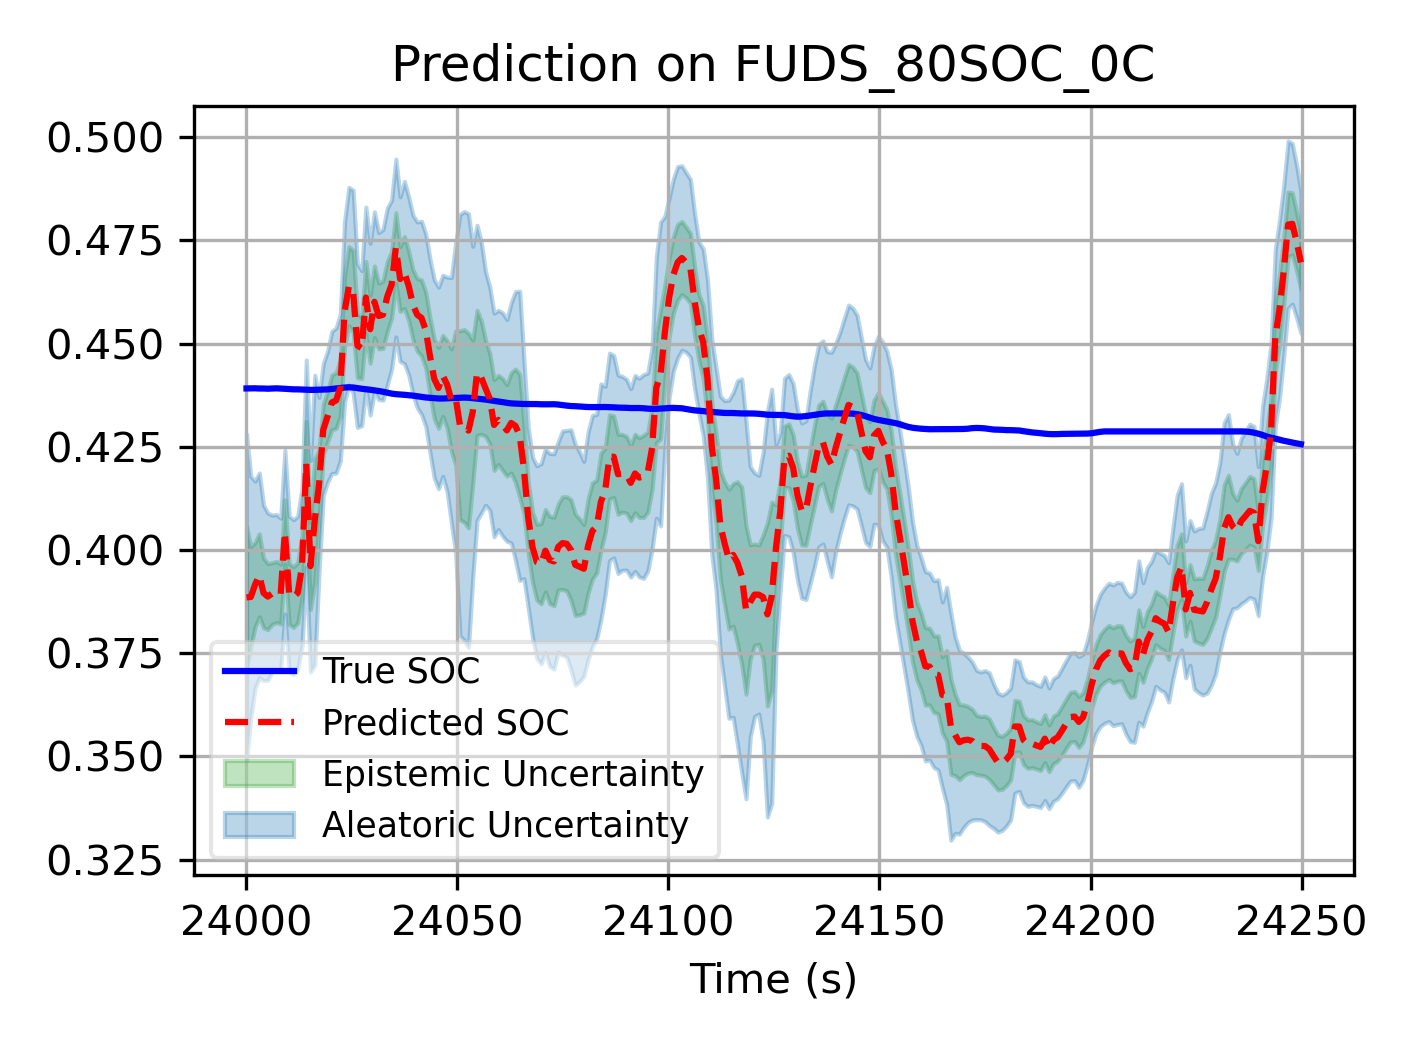 Prediction on FUDS_80SOC_0C
0.500
0.475
0.450
0.425
0.400
0.375
0.350
0.325
True SOC
Predicted SOC
Epistemic Uncertainty
Aleatoric Uncertainty
24000 24050 24100 24150 24200 24250
Time (s)